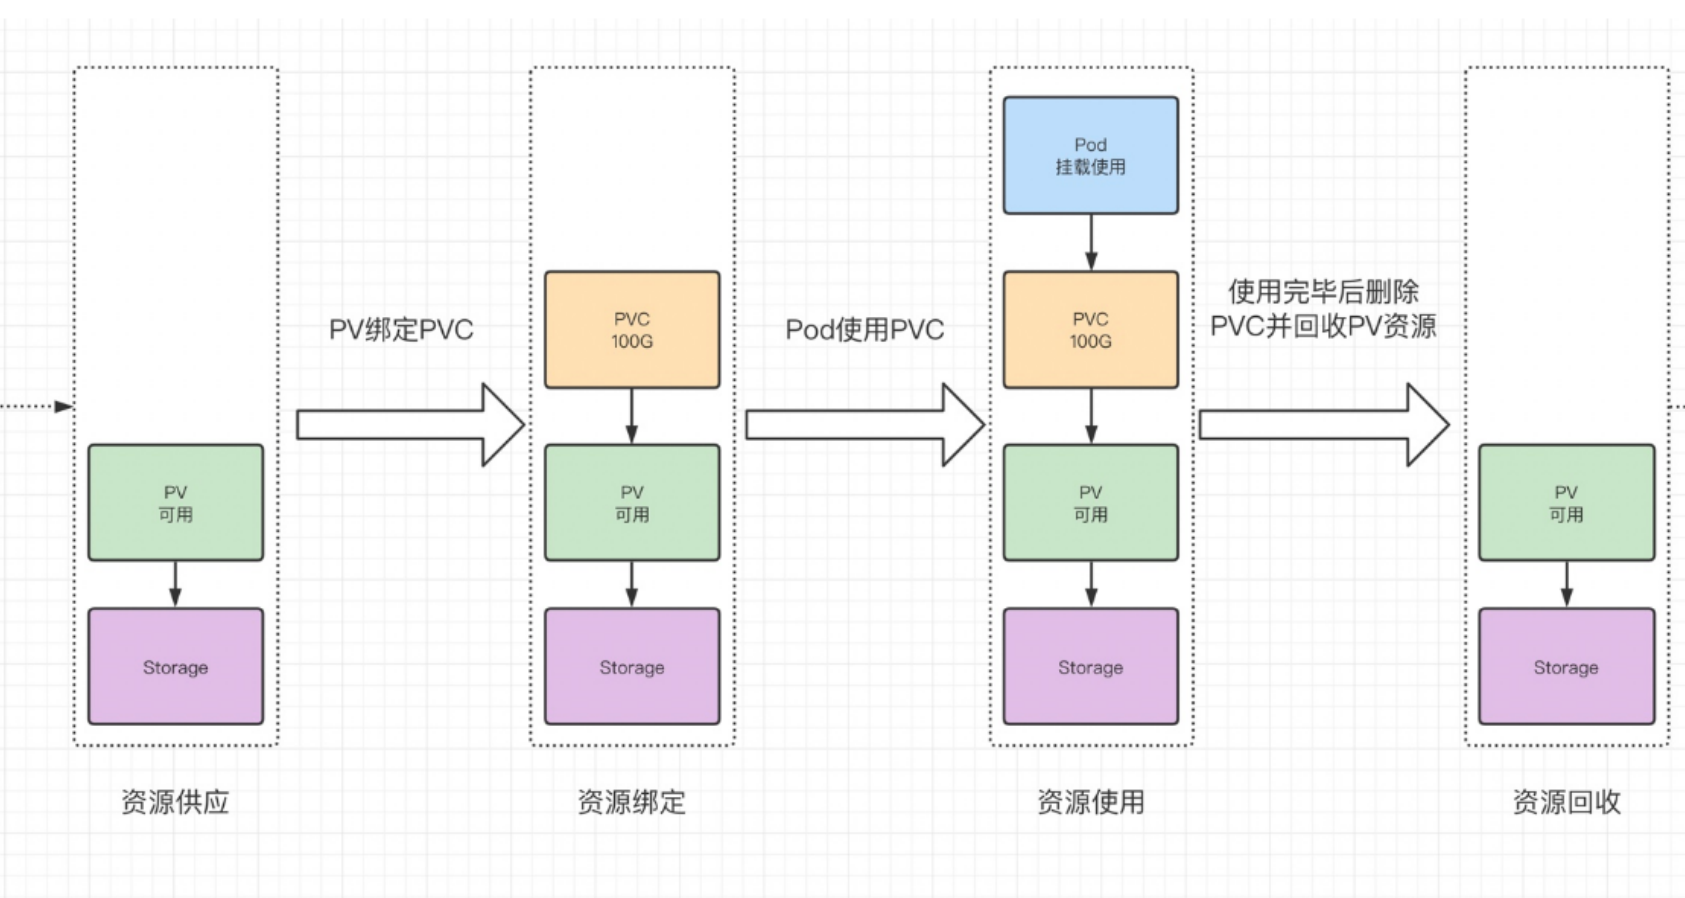 PV
可用
Storage
资源供应
PV绑定PVC
PVC
100G
PV
可用
Storage
资源绑定
Pod使用PVC
Pod
挂载使用
PVC
100G
PV
可用
Storage
资源使用
使用完毕后删除
PVC并回收PV资源
PV
可用
Storage
资源回收